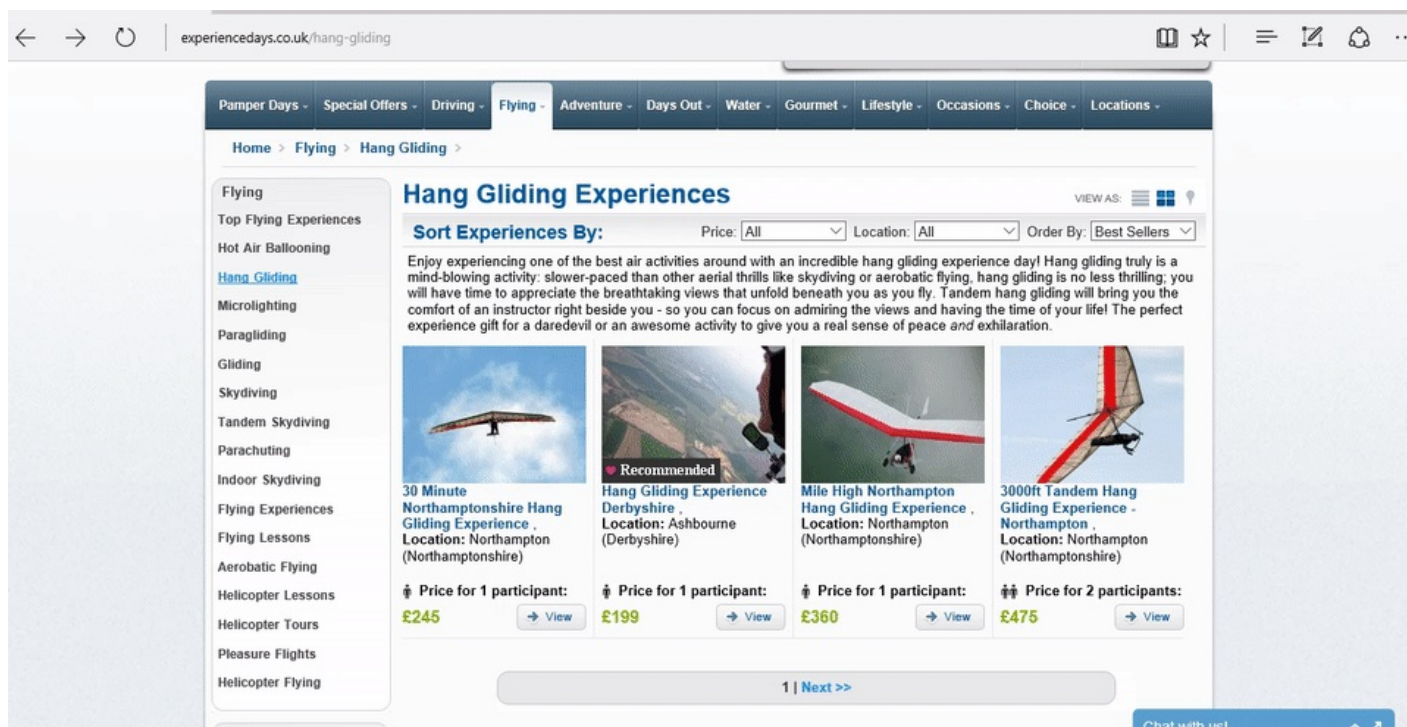 experiencedays.co.uk/hang-gliding
Pamper Days Special Offers Driving Flying Adventure Days Out Water Gourmet Lifestyle Occasions Choice Locations
Home > Flying > Hang Gliding >
Flying
Top Flying Experiences
Hot Air Ballooning
Hang Gliding
Microlighting
Paragliding
Gliding
Skydiving
Tandem Skydiving
Parachuting
Indoor Skydiving
Flying Experiences
Flying Lessons
Aerobatic Flying
Helicopter Lessons
Helicopter Tours
Pleasure Flights
Helicopter Flying
Hang Gliding Experiences
VIEW AS:
Sort Experiences By: Price: All Location: All Order By: Best Sellers
Enjoy experiencing one of the best air activities around with an incredible hang gliding experience day! Hang gliding truly is a
mind-blowing activity: slower-paced than other aerial thrills like skydiving or aerobatic flying, hang gliding is no less thrilling; you
will have time to appreciate the breathtaking views that unfold beneath you as you fly. Tandem hang gliding will bring you the
comfort of an instructor right beside you - so you can focus on admiring the views and having the time of your life! The perfect
experience gift for a daredevil or an awesome activity to give you a real sense of peace and exhilaration.
30 Minute
Northamptonshire Hang
Gliding Experience ,
Location: Northampton
(Northamptonshire)
Price for 1 participant:
£245
View
Recommended
Hang Gliding Experience
Derbyshire ,
Location: Ashbourne
(Derbyshire)
Price for 1 participant:
£199
View
Mile High Northampton
Hang Gliding Experience ,
Location: Northampton
(Northamptonshire)
Price for 1 participant:
£360
View
3000ft Tandem Hang
Gliding Experience -
Northampton ,
Location: Northampton
(Northamptonshire)
Price for 2 participants:
£475
View
1 | Next >>
Chat with us!